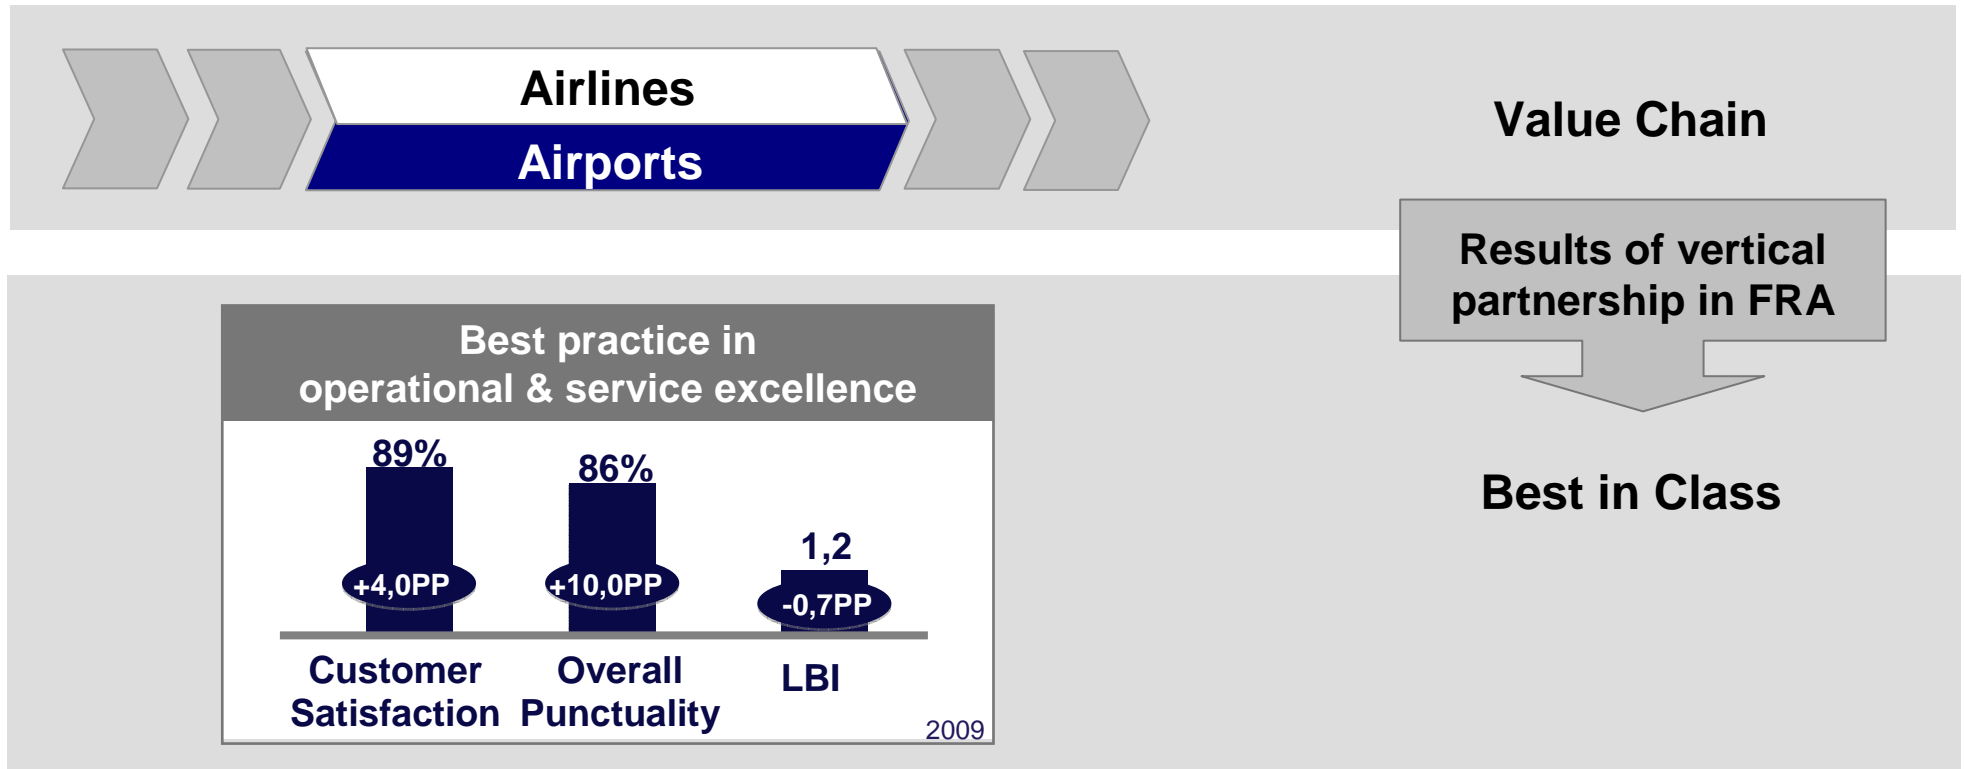 Airlines
Airports
Value Chain
Results of vertical
partnership in FRA
Best practice in
operational & service excellence
89%
86%
1,2
+4,0PP
+10,0PP
-0,7PP
Customer
Satisfaction
Overall
Punctuality
LBI
2009
Best in Class